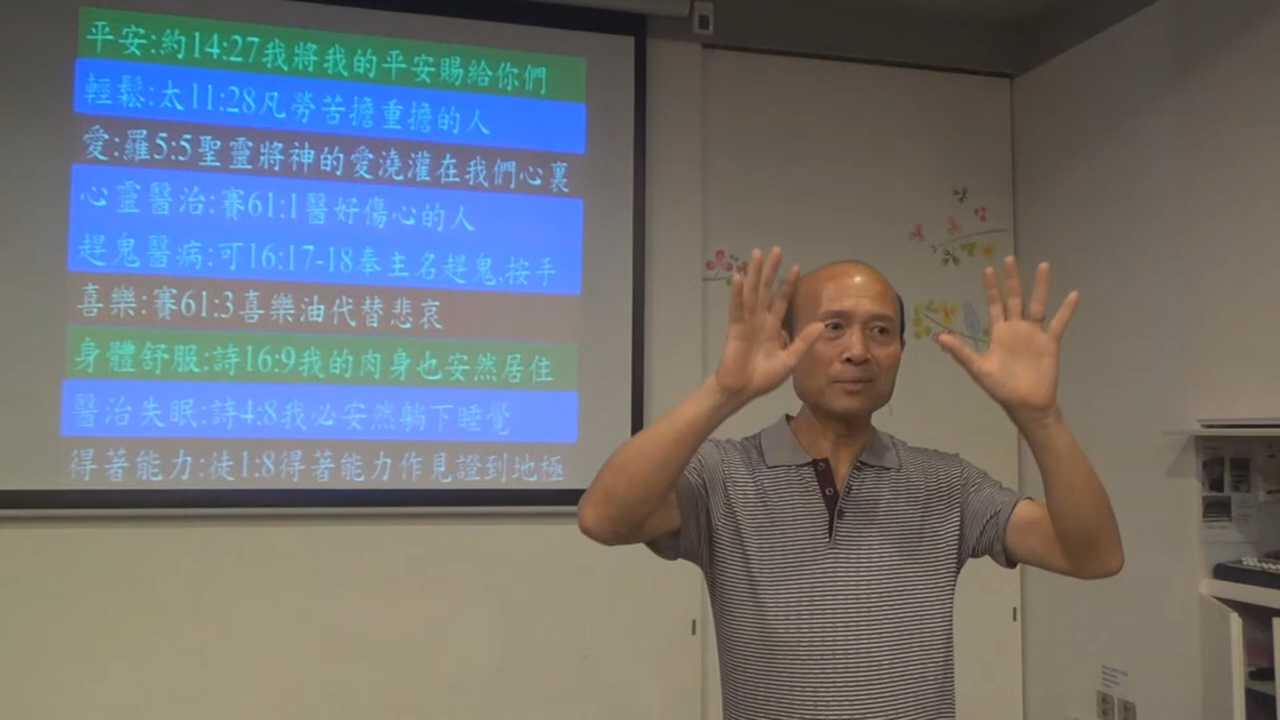 平安:約14:27我將我的平安賜給你們
輕鬆:太11:28凡勞苦擔重擔的人
愛:羅5:5聖靈將神的愛澆灌在我們心裏
心靈醫治:賽61:1醫好傷心的人
趕鬼醫病:可16:17-18奉主名趕鬼,按手
喜樂:賽61:3喜樂油代替悲哀
身體舒服:詩16:9我的肉身也安然居住
醫治失眠:詩4:8我必安然躺下睡覺
得著能力:徒1:8得著能力作見證到地極